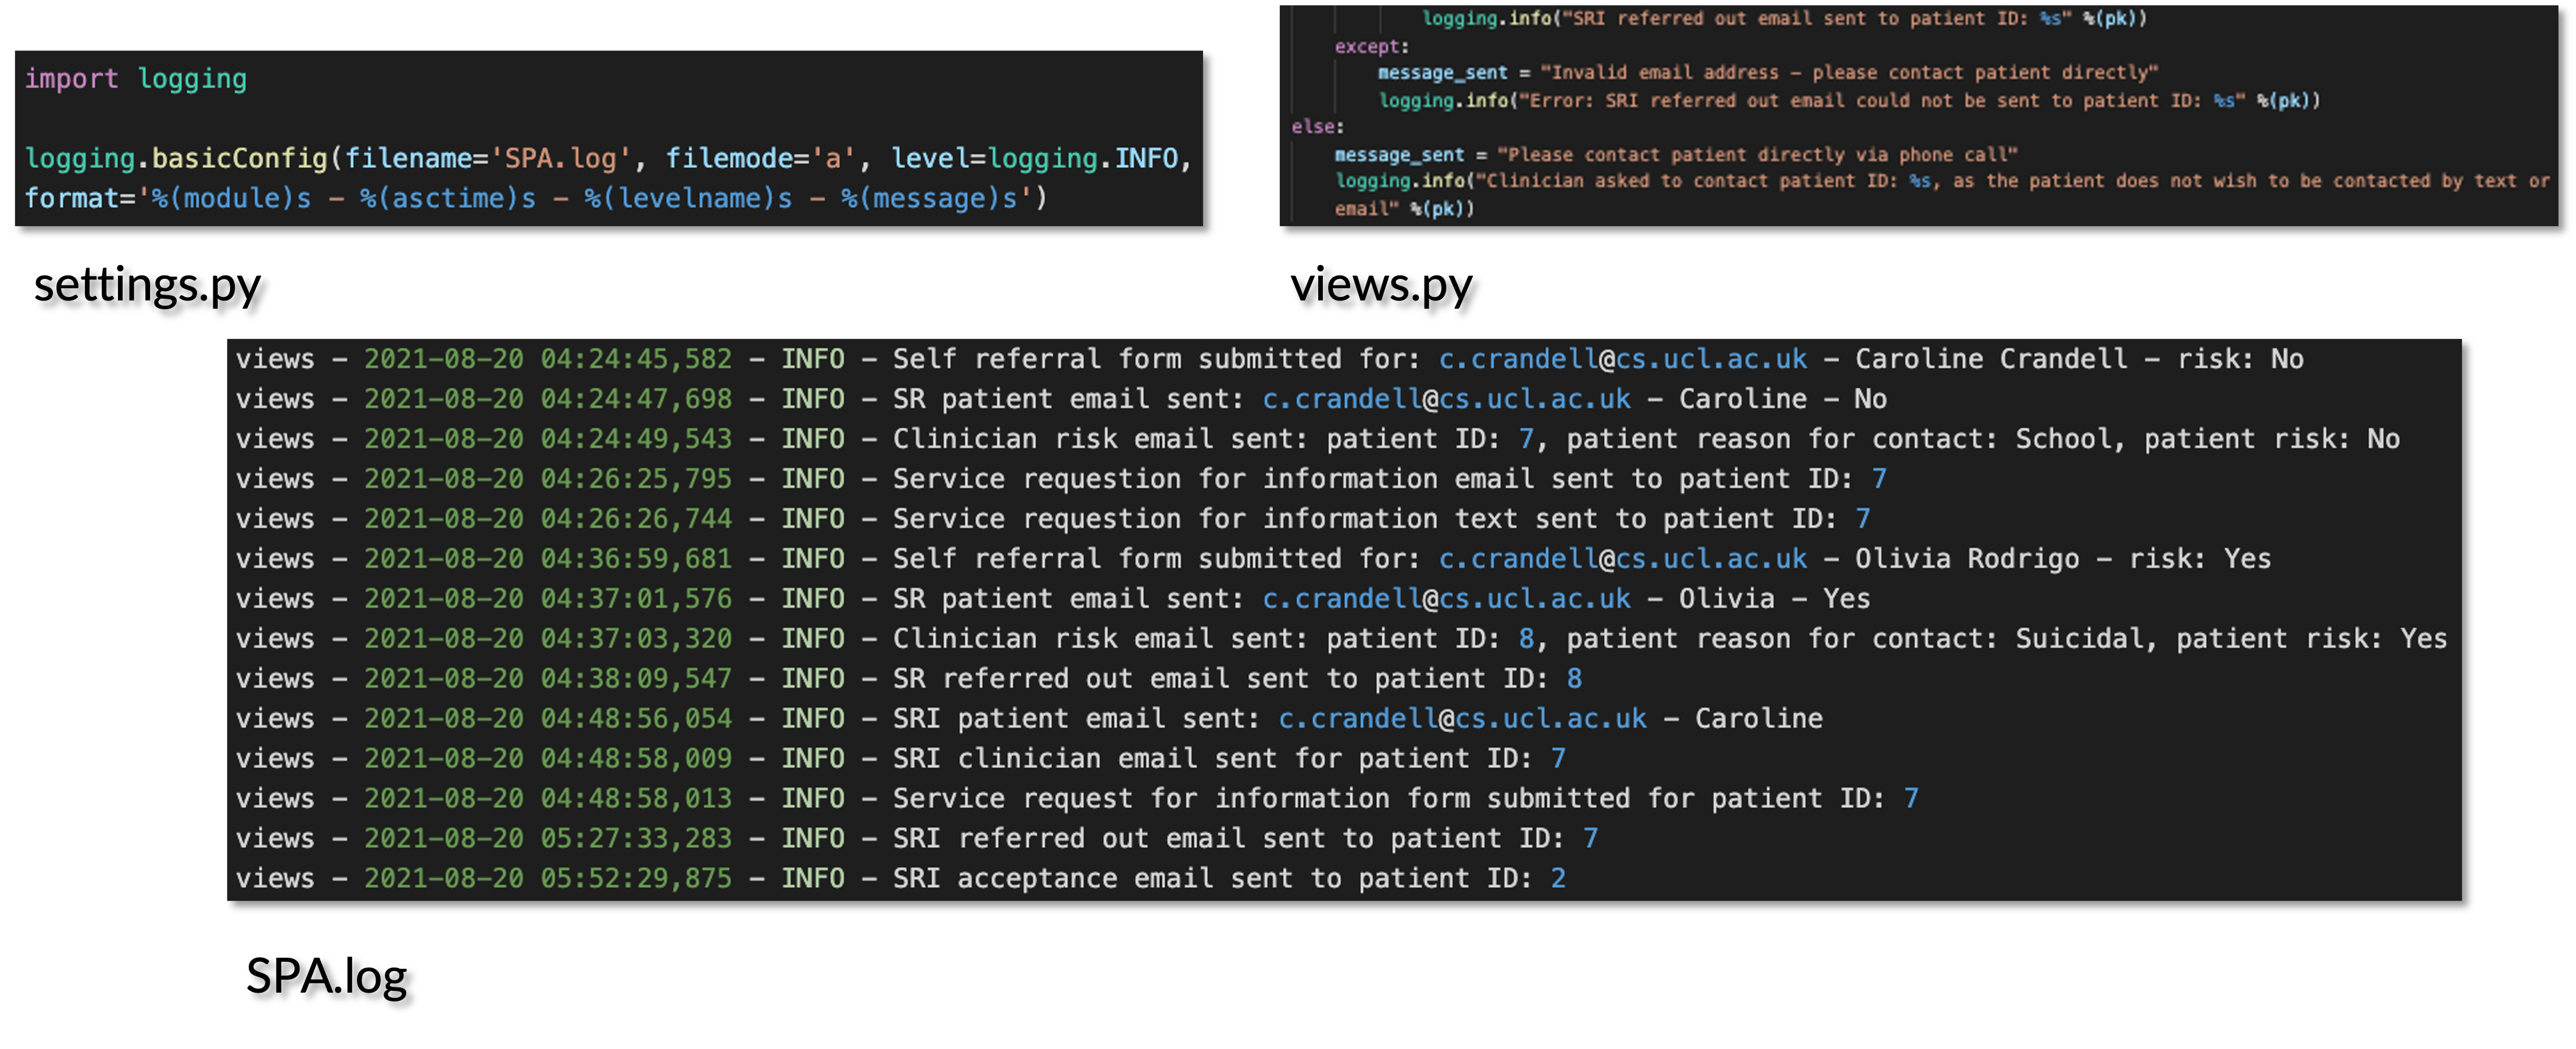 import logging
logging.basicConfig(filename='SPA.log', filemode='a', level=logging.INFO,
format='%(module)s – %(asctime)s – %(levelname)s – %(message)s')
settings.py
logging.info("SRI referred out email sent to patient ID: %s" %(pk))
except:
message_sent = "Invalid email address – please contact patient directly"
logging.info("Error: SRI referred out email could not be sent to patient ID: %s" %(pk))
else:
message_sent = "Please contact patient directly via phone call"
logging.info("Clinician asked to contact patient ID: %s, as the patient does not wish to be contacted by text or
email" %(pk))
views.py
views – 2021–08–20 04:24:45,582 – INFO – Self referral form submitted for: c.crandell@cs.ucl.ac.uk – Caroline Crandell – risk: No
views – 2021–08–20 04:24:47,698 – INFO – SR patient email sent: c.crandell@cs.ucl.ac.uk – Caroline – No
views – 2021–08–20 04:24:49,543 – INFO – Clinician risk email sent: patient ID: 7, patient reason for contact: School, patient risk: No
views – 2021–08–20 04:26:25,795 – INFO – Service requestion for information email sent to patient ID: 7
views – 2021–08–20 04:26:26,744 – INFO – Service requestion for information text sent to patient ID: 7
views – 2021–08–20 04:36:59,681 – INFO – Self referral form submitted for: c.crandell@cs.ucl.ac.uk – Olivia Rodrigo – risk: Yes
views – 2021–08–20 04:37:01,576 – INFO – SR patient email sent: c.crandell@cs.ucl.ac.uk – Olivia – Yes
views – 2021–08–20 04:37:03,320 – INFO – Clinician risk email sent: patient ID: 8, patient reason for contact: Suicidal, patient risk: Yes
views – 2021–08–20 04:38:09,547 – INFO – SR referred out email sent to patient ID: 8
views – 2021–08–20 04:48:56,054 – INFO – SRI patient email sent: c.crandell@cs.ucl.ac.uk – Caroline
views – 2021–08–20 04:48:58,009 – INFO – SRI clinician email sent for patient ID: 7
views – 2021–08–20 04:48:58,013 – INFO – Service request for information form submitted for patient ID: 7
views – 2021–08–20 05:27:33,283 – INFO – SRI referred out email sent to patient ID: 7
views – 2021–08–20 05:52:29,875 – INFO – SRI acceptance email sent to patient ID: 2
SPA.log